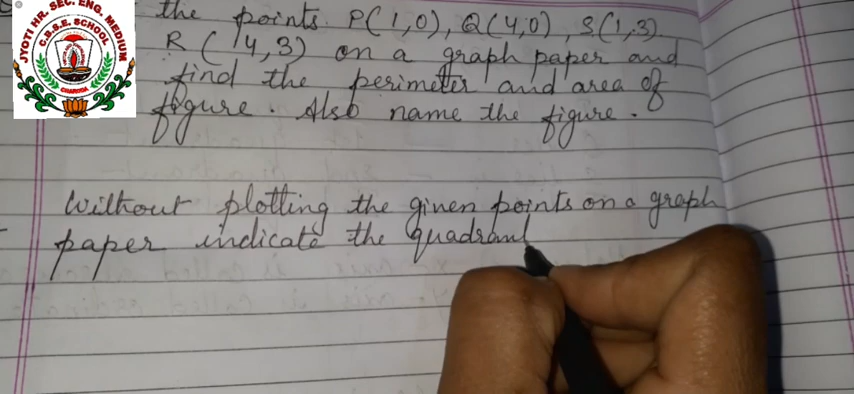 JYOTI HR. SEC. ENG. MEDIUM
C.B.S.E. SCHOOL
CHARODA
the points P(1,0), Q(4,0), S(1,3)
R(4,3) on a graph paper and
find the perimeter and area of
figure. Also name the figure.
Without plotting the given points on a graph
paper indicate the quadrant